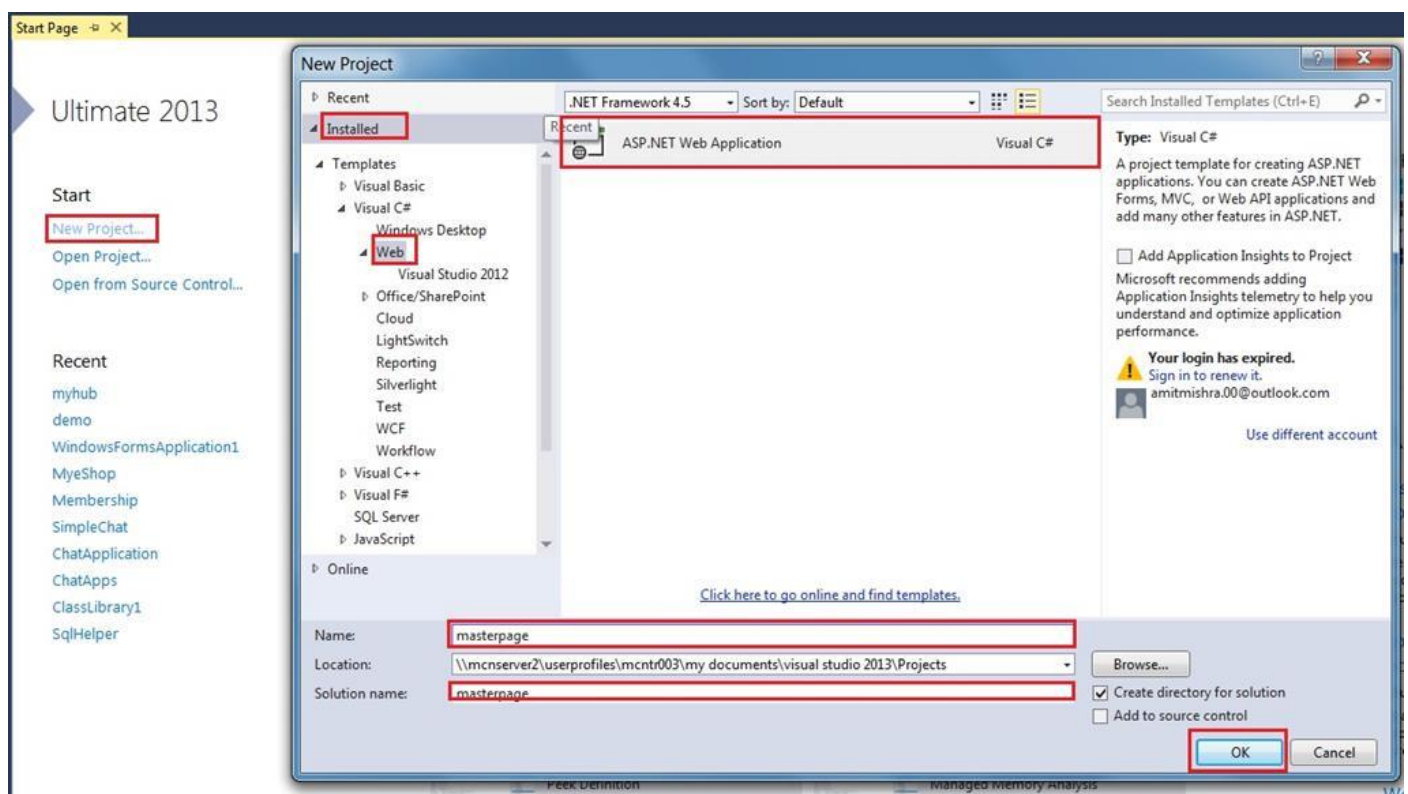 Start Page
Ultimate 2013
Start
New Project...
Open Project...
Open from Source Control...
Recent
myhub
demo
WindowsFormsApplication1
MyeShop
Membership
SimpleChat
ChatApplication
ChatApps
ClassLibrary1
SqlHelper
New Project
Recent
Installed
Templates
Visual Basic
Visual C#
Windows Desktop
Web
Visual Studio 2012
Office/SharePoint
Cloud
LightSwitch
Reporting
Silverlight
Test
WCF
Workflow
Visual C++
Visual F#
SQL Server
JavaScript
Online
.NET Framework 4.5 Sort by: Default
Recent
ASP.NET Web Application Visual C#
Click here to go online and find templates.
Search Installed Templates (Ctrl+E)
Type: Visual C#
A project template for creating ASP.NET
applications. You can create ASP.NET Web
Forms, MVC, or Web API applications and
add many other features in ASP.NET.
Add Application Insights to Project
Microsoft recommends adding
Application Insights telemetry to help you
understand and optimize application
performance.
Your login has expired.
Sign in to renew it.
amitmishra.00@outlook.com
Use different account
Name: masterpage
Location: \\mcnserver2\userprofiles\mcntr003\my documents\visual studio 2013\Projects Browse...
Solution name: masterpage
Create directory for solution
Add to source control
OK Cancel
Peek Definition Managed Memory Analysis